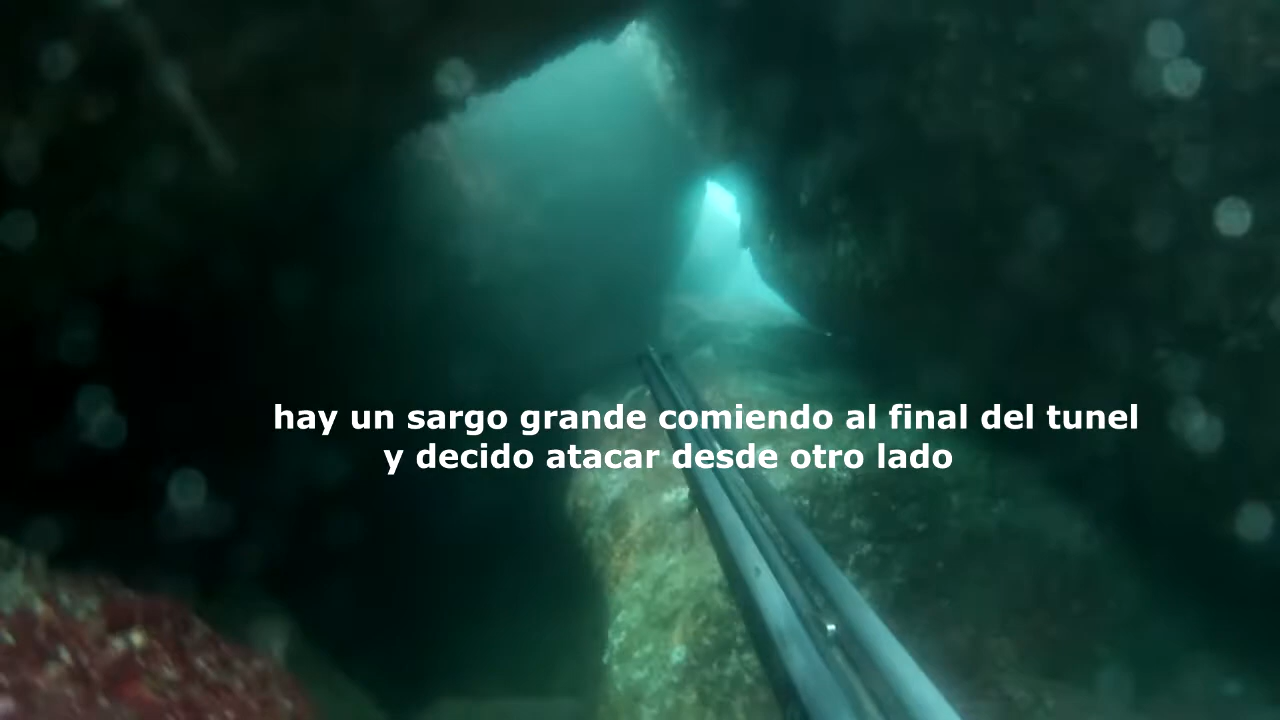 hay un sargo grande comiendo al final del tunel
y decido atacar desde otro lado